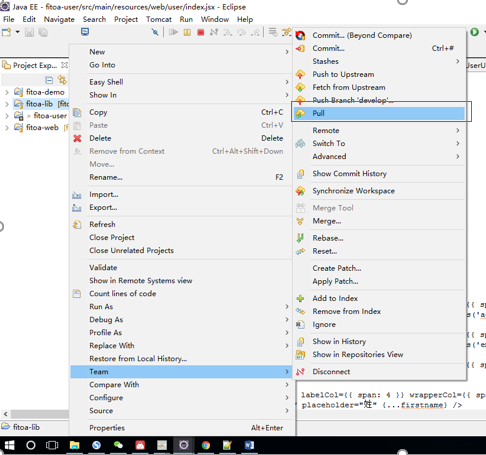 Java EE - fitoa-user/src/main/resources/web/user/index.jsx - Eclipse
File Edit Navigate Search Project Tomcat Run Window Help
Project Exp...
fitoa-demo
fitoa-lib [fito
> fitoa-user
fitoa-web [fi
New
Go Into
Easy Shell
Show In
Copy Ctrl+C
Paste Ctrl+V
Delete Delete
Remove from Context Ctrl+Alt+Shift+Down
Move...
Rename... F2
Import...
Export...
Refresh
Close Project
Close Unrelated Projects
Validate
Show in Remote Systems view
Count lines of code
Run As
Debug As
Profile As
Replace With
Restore from Local History...
Team
Compare With
Configure
Source
Properties Alt+Enter
Commit... (Beyond Compare)
Commit... Ctrl+#
Stashes
Push to Upstream
Fetch from Upstream
Push Branch 'develop'...
Pull
Remote
Switch To
Advanced
Show Commit History
Synchronize Workspace
Merge Tool
Merge...
Rebase...
Reset...
Create Patch...
Apply Patch...
Add to Index
Remove from Index
Ignore
Show in History
Show in Repositories View
Disconnect
UserU
{{ sp
s('a
{{ sp
s('e
{{ sp
labelCol={{ span: 4 }} wrapperCol={{ sp
placeholder="姓" {...firstname} />
fitoa-lib